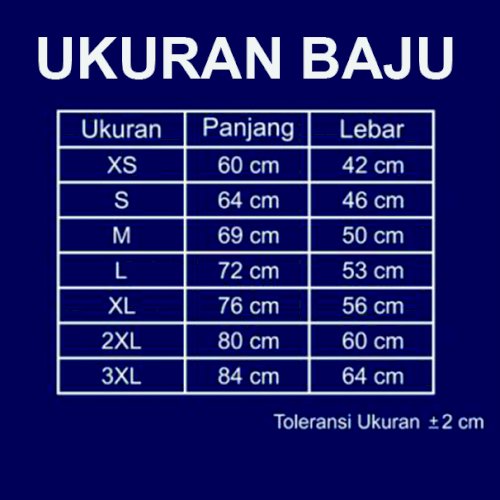 UKURAN BAJU
Ukuran Panjang Lebar
XS 60 cm 42 cm
S 64 cm 46 cm
M 69 cm 50 cm
L 72 cm 53 cm
XL 76 cm 56 cm
2XL 80 cm 60 cm
3XL 84 cm 64 cm
Toleransi Ukuran ±2 cm